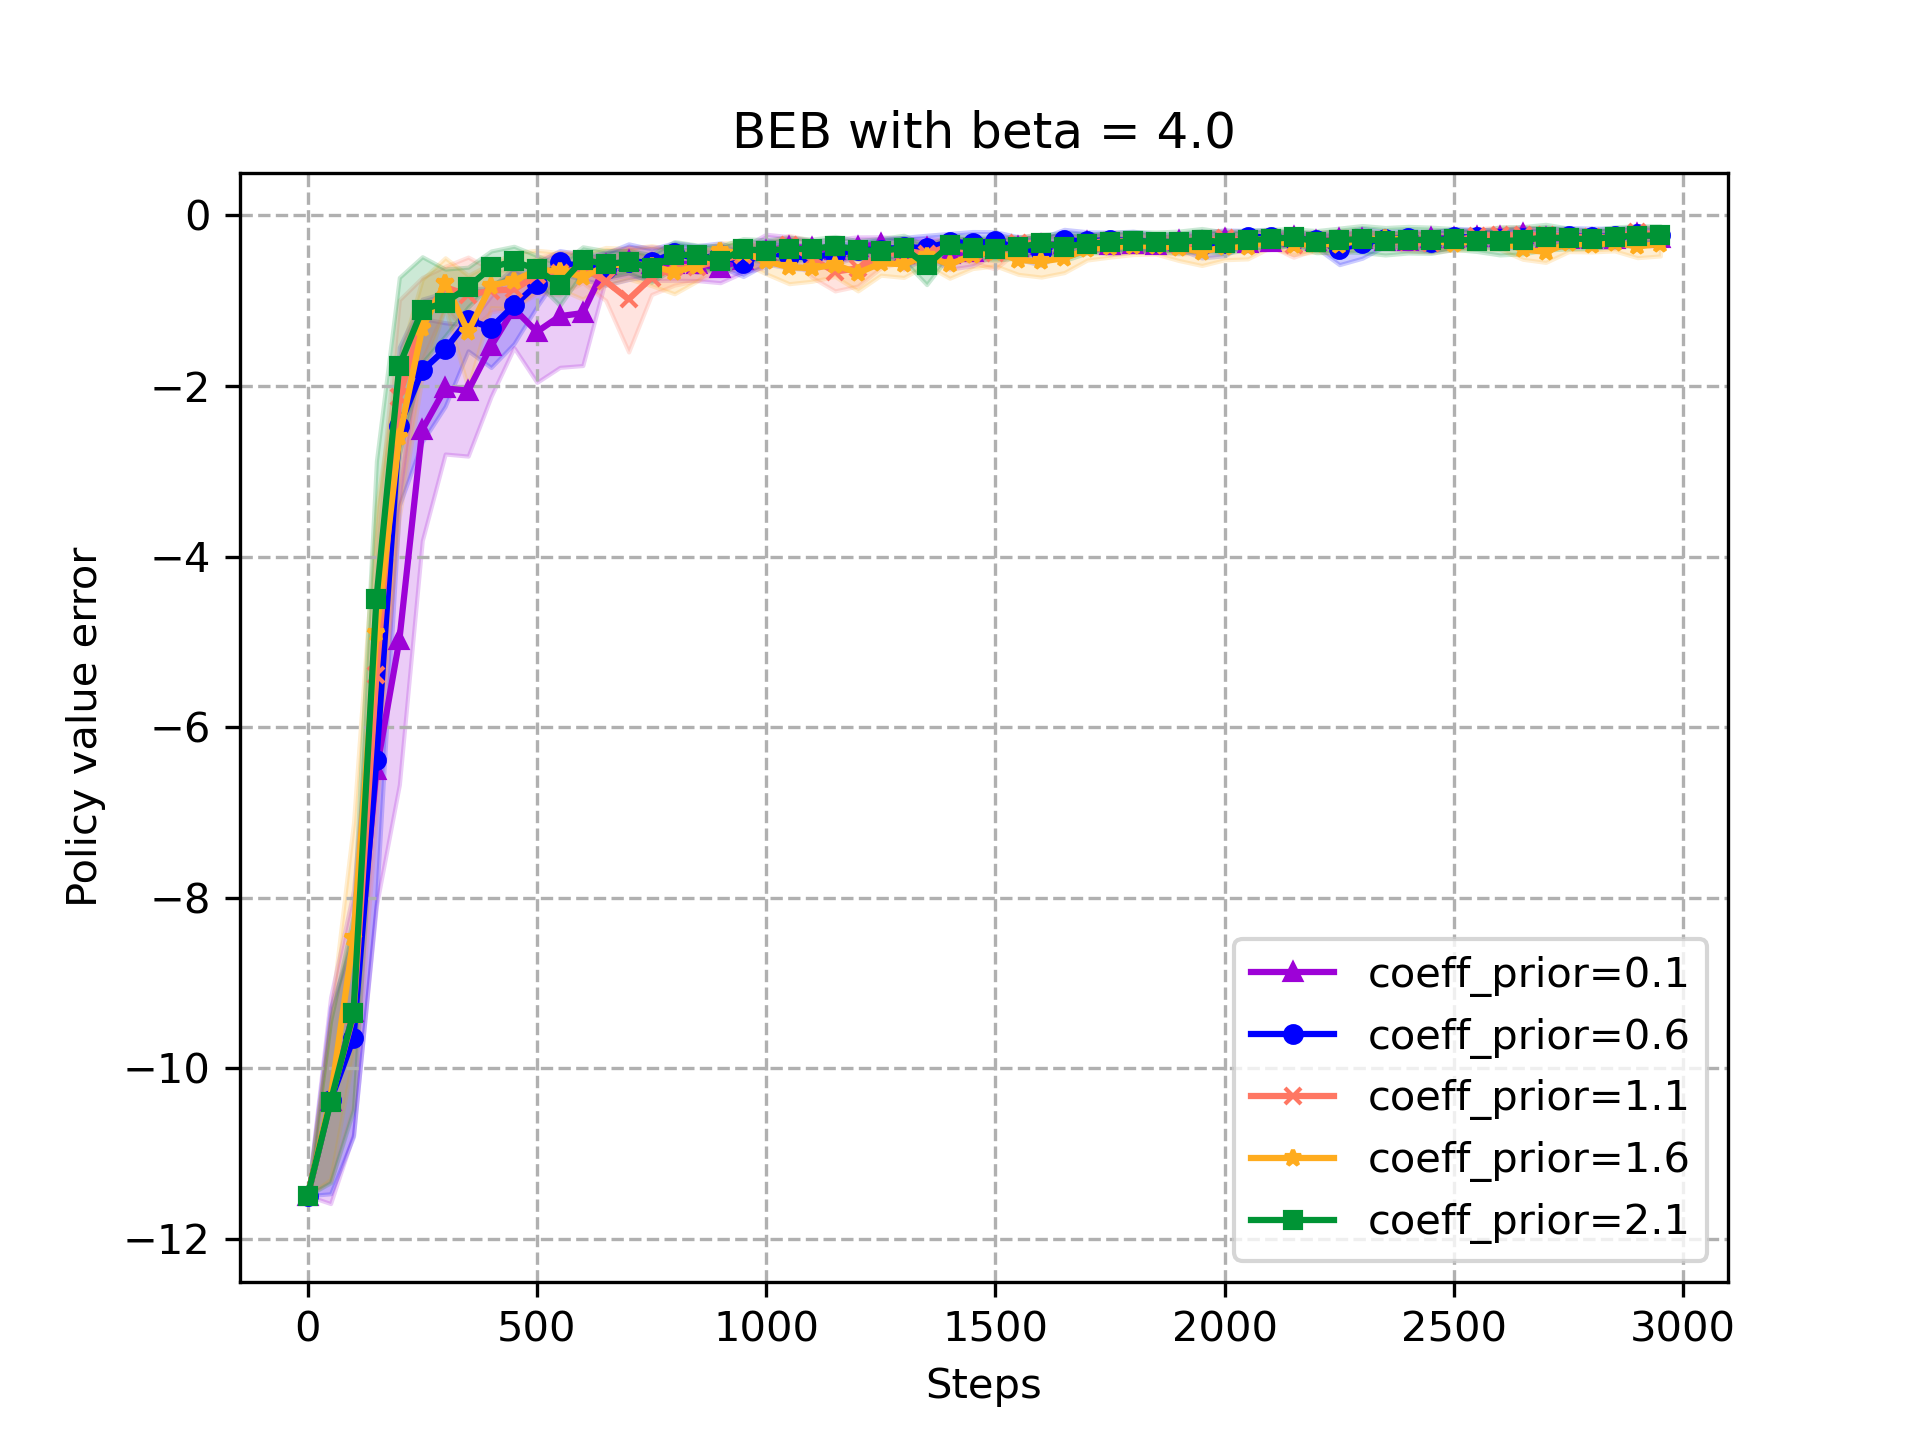 BEB with beta = 4.0
Policy value error
0
−2
−4
−6
−8
−10
−12
coeff_prior=0.1
coeff_prior=0.6
coeff_prior=1.1
coeff_prior=1.6
coeff_prior=2.1
0 500 1000 1500 2000 2500 3000
Steps